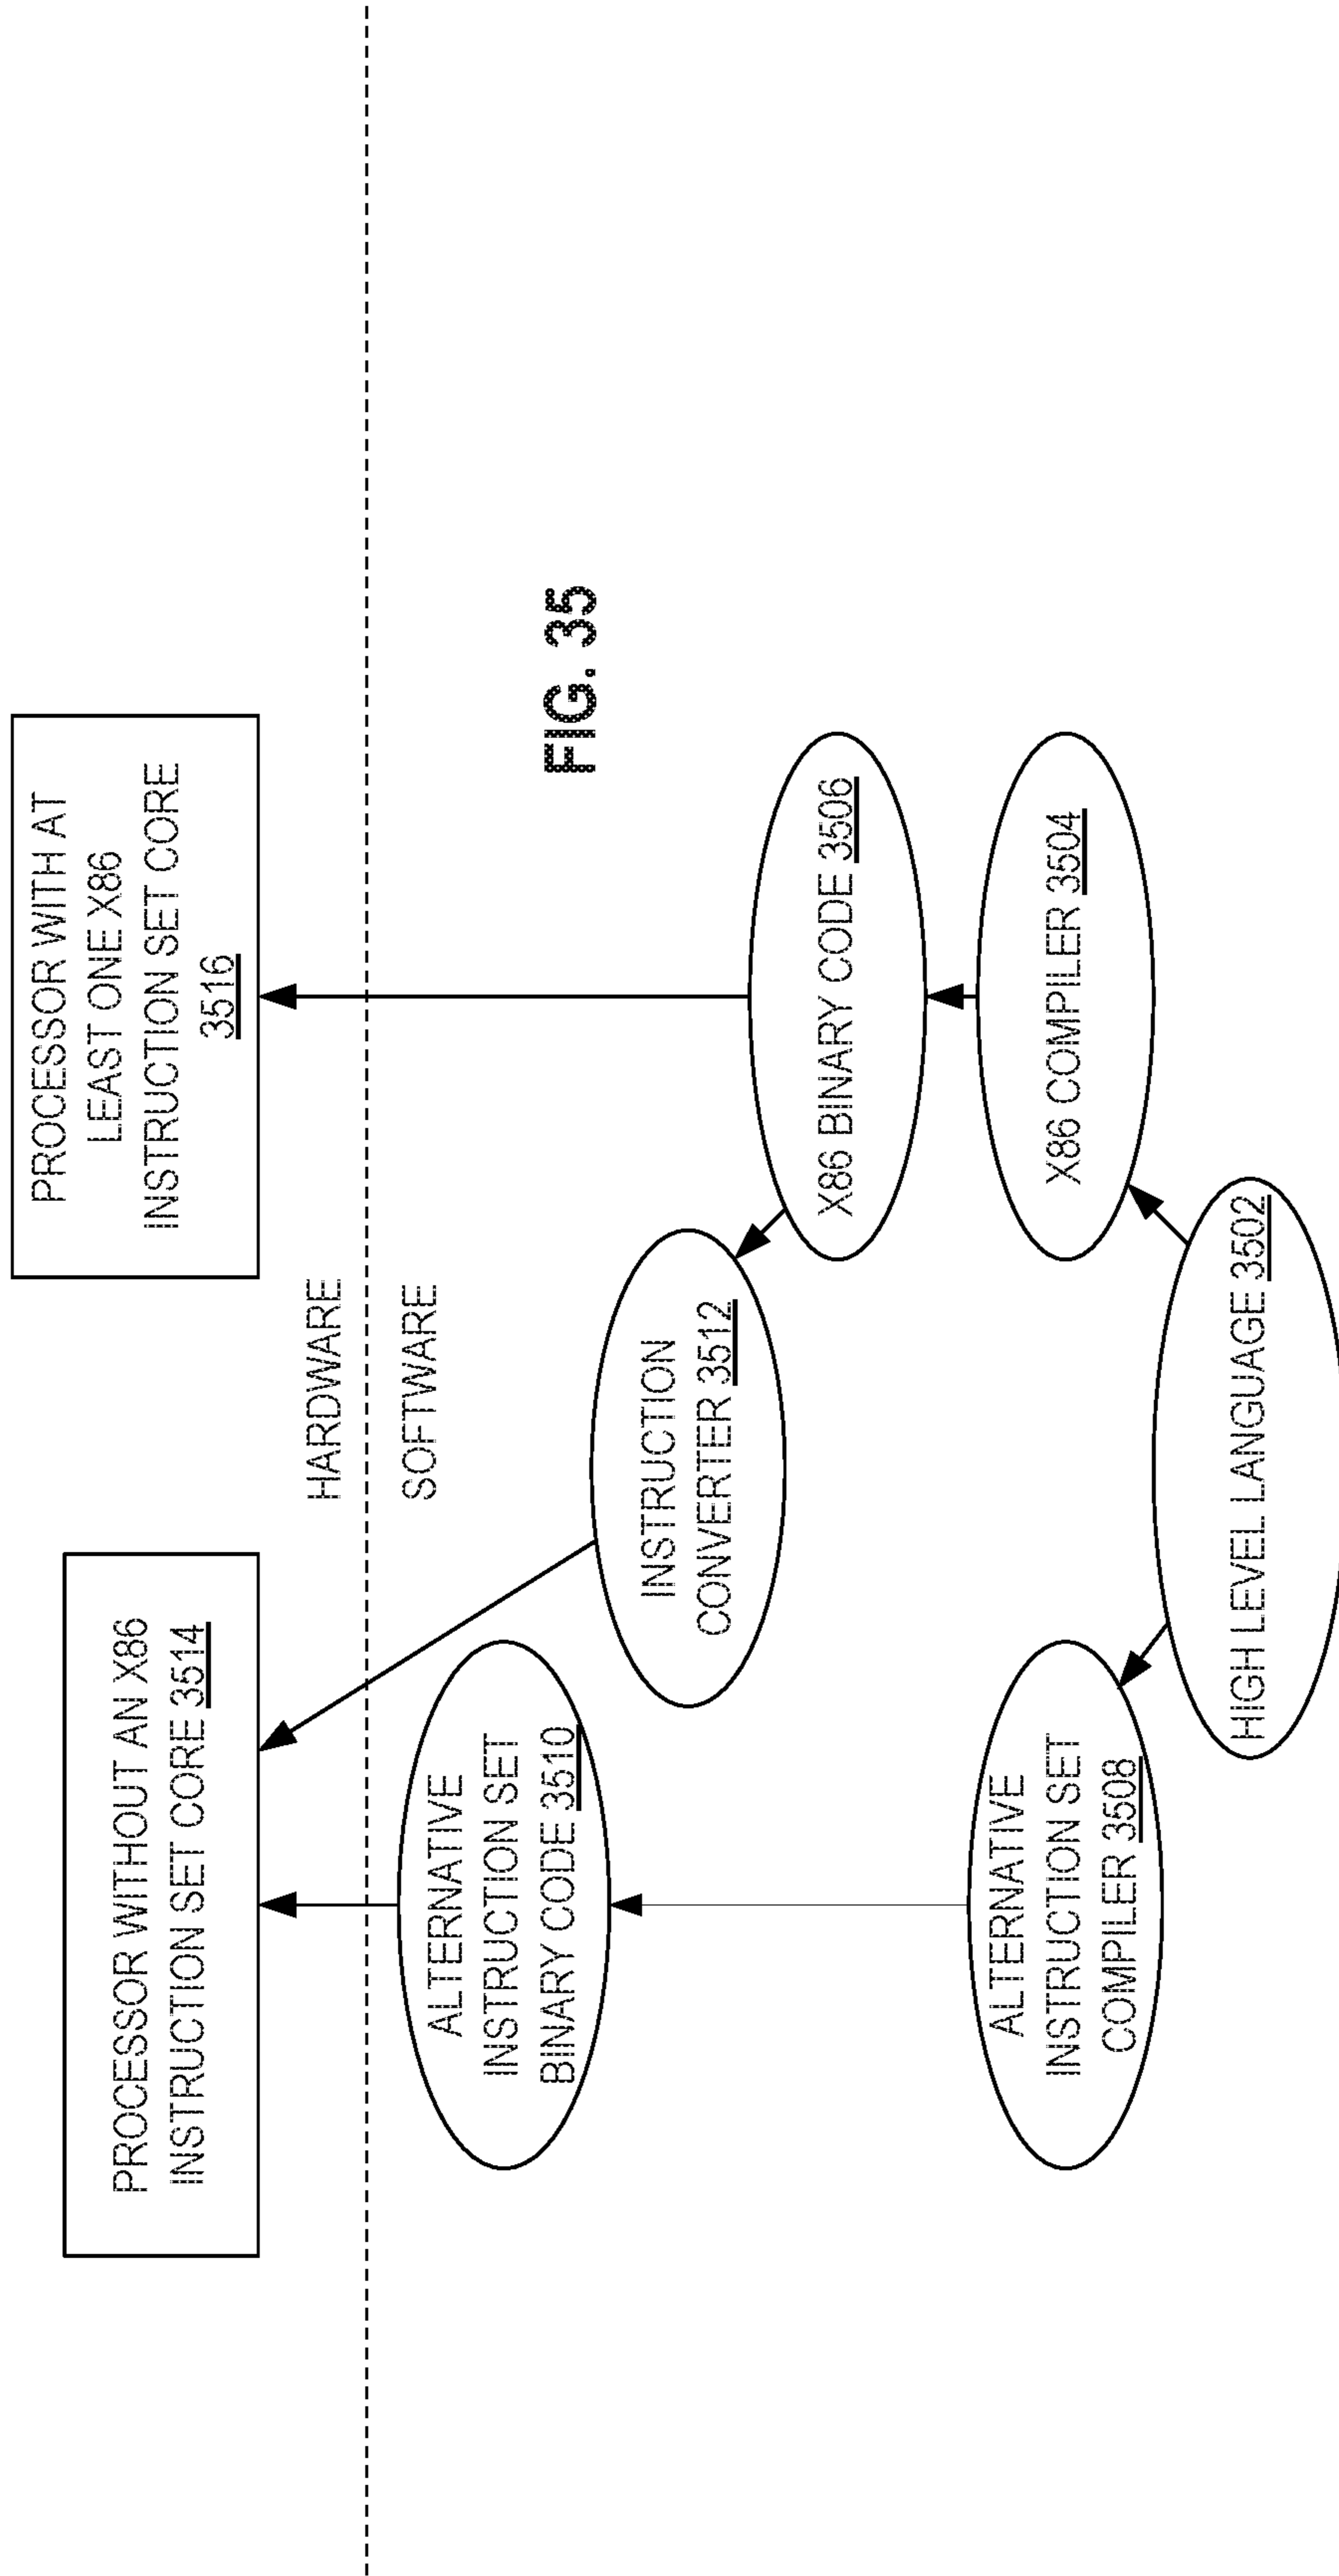 PROCESSOR WITHOUT AN X86
INSTRUCTION SET CORE 3514
PROCESSOR WITH AT
LEAST ONE X86
INSTRUCTION SET CORE
3516
HARDWARE
SOFTWARE
ALTERNATIVE
INSTRUCTION SET
BINARY CODE 3510
INSTRUCTION
CONVERTER 3512
FIG. 35
X86 BINARY CODE 3506
ALTERNATIVE
INSTRUCTION SET
COMPILER 3508
X86 COMPILER 3504
HIGH LEVEL LANGUAGE 3502